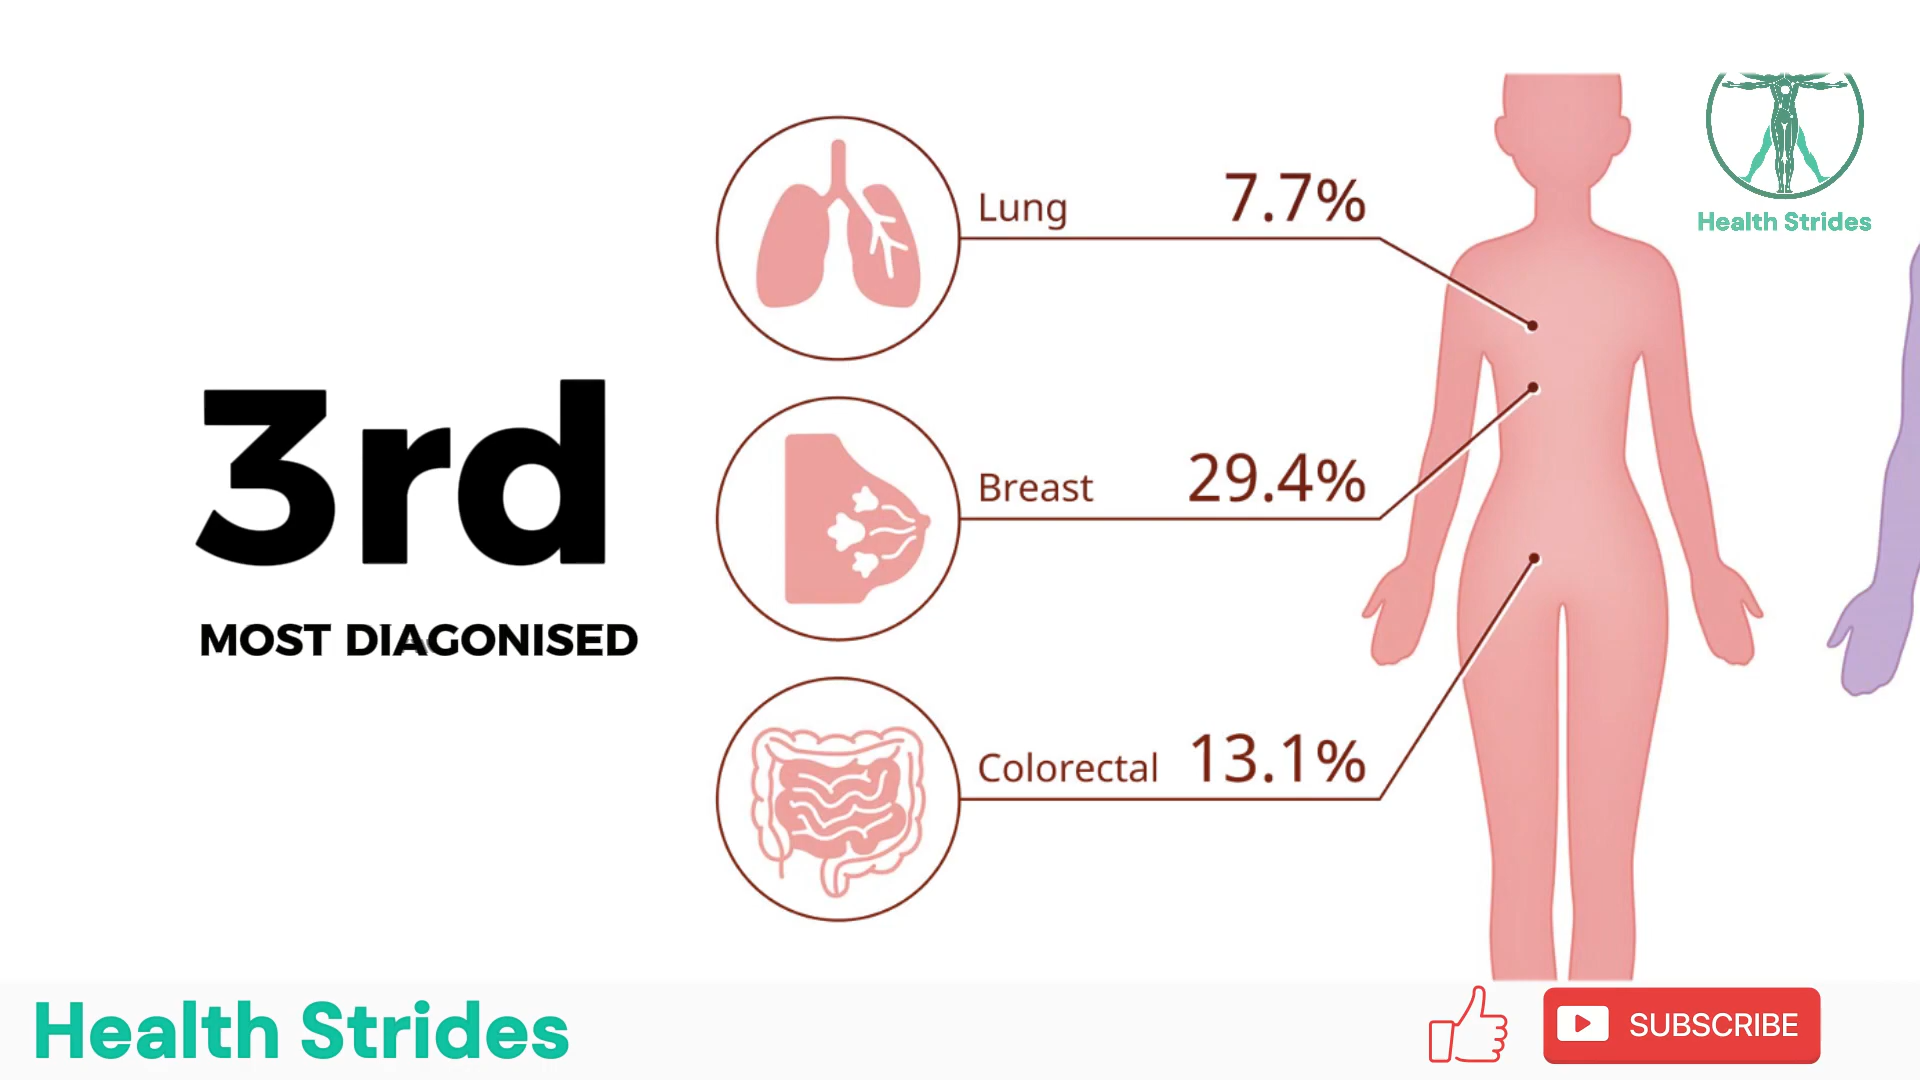 Health Strides
Lung 7.7%
3rd
MOST DIAGONISED
Breast 29.4%
Colorectal 13.1%
Health Strides
SUBSCRIBE